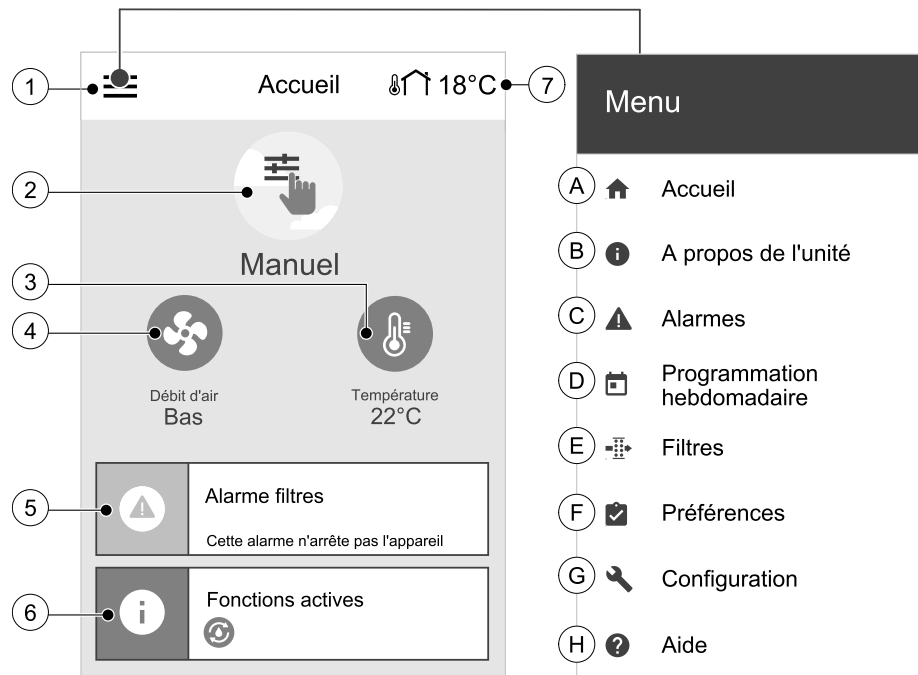 1
Accueil
18°C
7
Menu
2
A
Accueil
Manuel
B
A propos de l'unité
3
4
C
Alarmes
Débit d'air
Bas
Température
22°C
D
Programmation
hebdomadaire
E
Filtres
5
Alarme filtres
Cette alarme n'arrête pas l'appareil
F
Préférences
6
Fonctions actives
G
Configuration
H
Aide